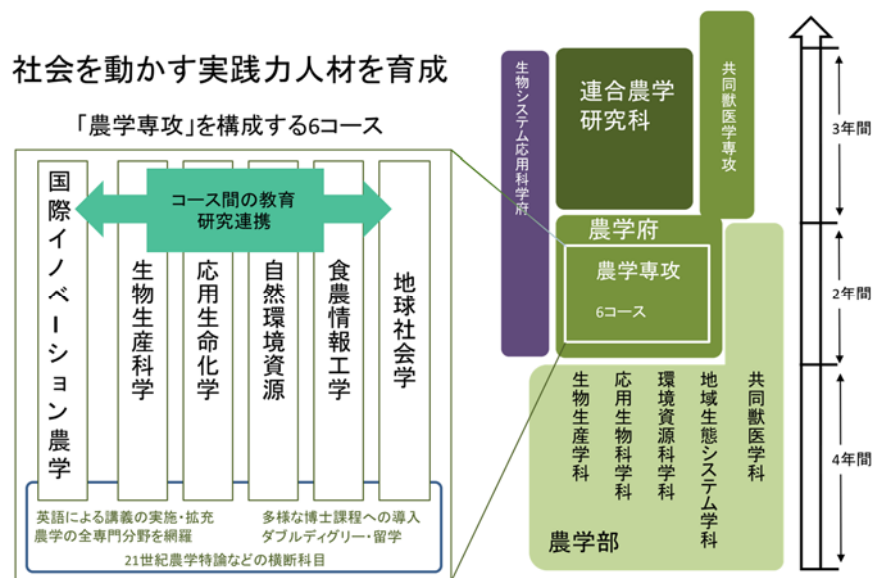 社会を動かす実践力人材を育成
「農学専攻」を構成する6コース
コース間の教育
研究連携
国際イノベーション農学
生物生産科学
応用生命化学
自然環境資源
食農情報工学
地球社会学
英語による講義の実施・拡充
農学の全専門分野を網羅
多様な博士課程への導入
ダブルディグリー・留学
21世紀農学特論などの横断科目
生物システム応用科学府
連合農学
研究科
共同獣医学専攻
農学府
農学専攻
6コース
生物生産学科
応用生物科学科
環境資源科学科
地域生態システム学科
共同獣医学科
農学部
3年間
2年間
4年間